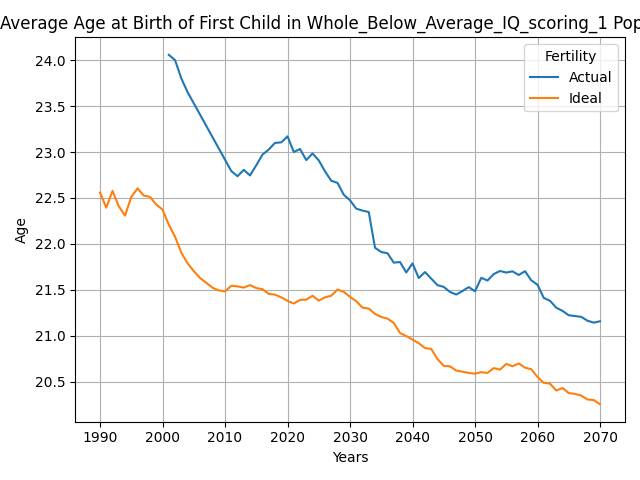 Average Age at Birth of First Child in Whole_Below_Average_IQ_scoring_1 Pop
Fertility
Actual
Ideal
24.0
23.5
23.0
22.5
22.0
21.5
21.0
20.5
Age
1990 2000 2010 2020 2030 2040 2050 2060 2070
Years